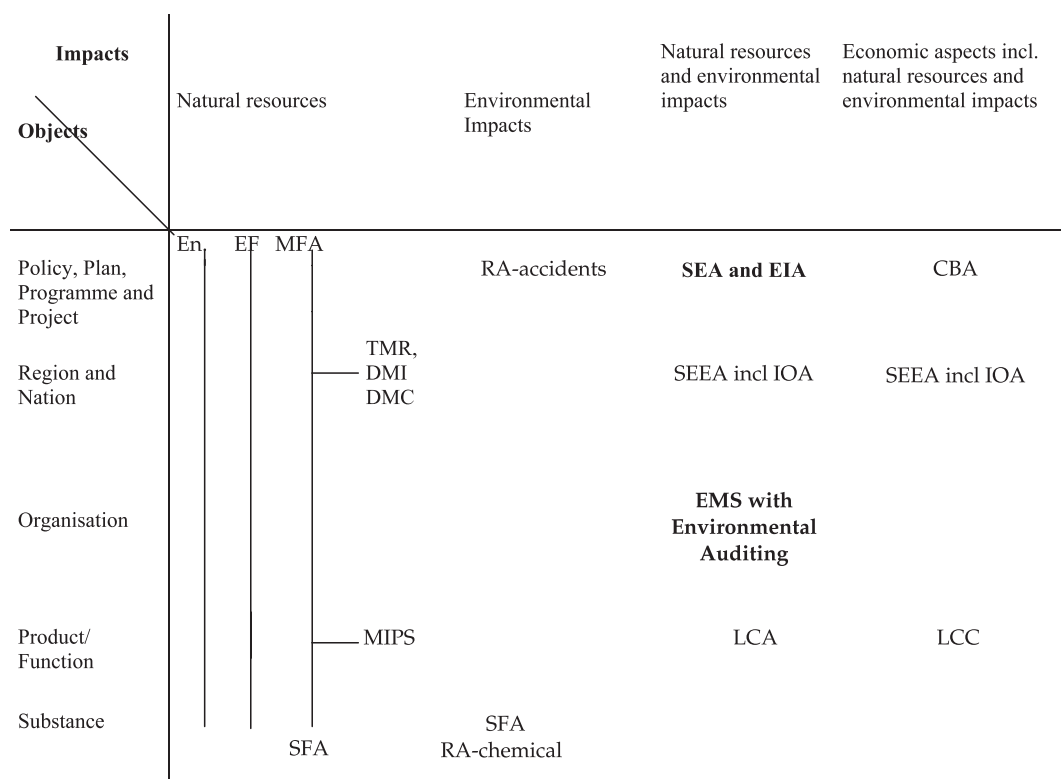 Impacts
Objects
Natural resources
Environmental
Impacts
Natural resources
and environmental
impacts
Economic aspects incl.
natural resources and
environmental impacts
En.
EF
MFA
Policy, Plan,
Programme and
Project
RA-accidents
SEA and EIA
CBA
Region and
Nation
TMR,
DMI
DMC
SEEA incl IOA
SEEA incl IOA
Organisation
EMS with
Environmental
Auditing
Product/
Function
MIPS
LCA
LCC
Substance
SFA
SFA
RA-chemical